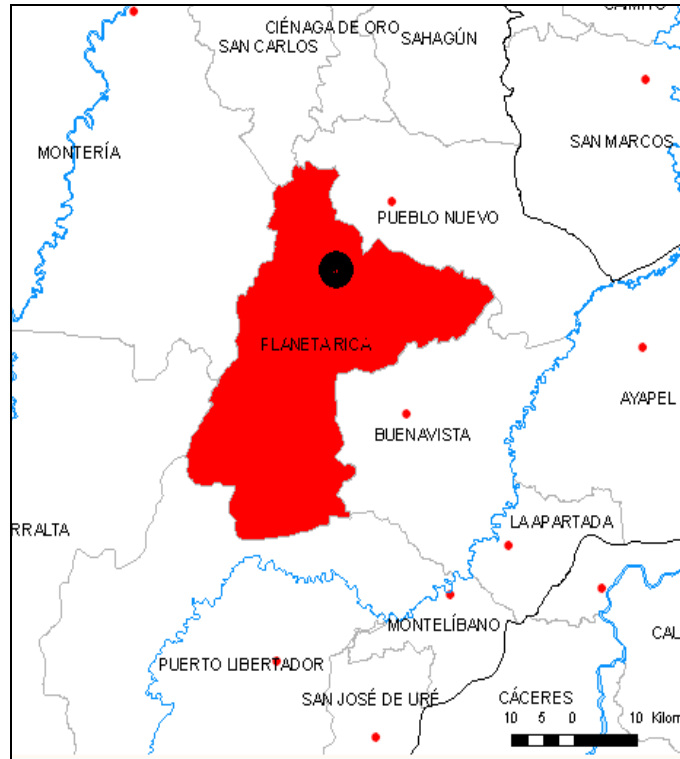 CIÉNAGA DE ORO
SAN CARLOS
SAHAGÚN
SAN MARCOS
MONTERÍA
PUEBLO NUEVO
PLANETA RICA
AYAPEL
BUENAVISTA
LA APARTADA
RRALTA
MONTELÍBANO
CAL
PUERTO LIBERTADOR
SAN JOSÉ DE URÉ
CÁCERES
10 5 0 10 Kilom